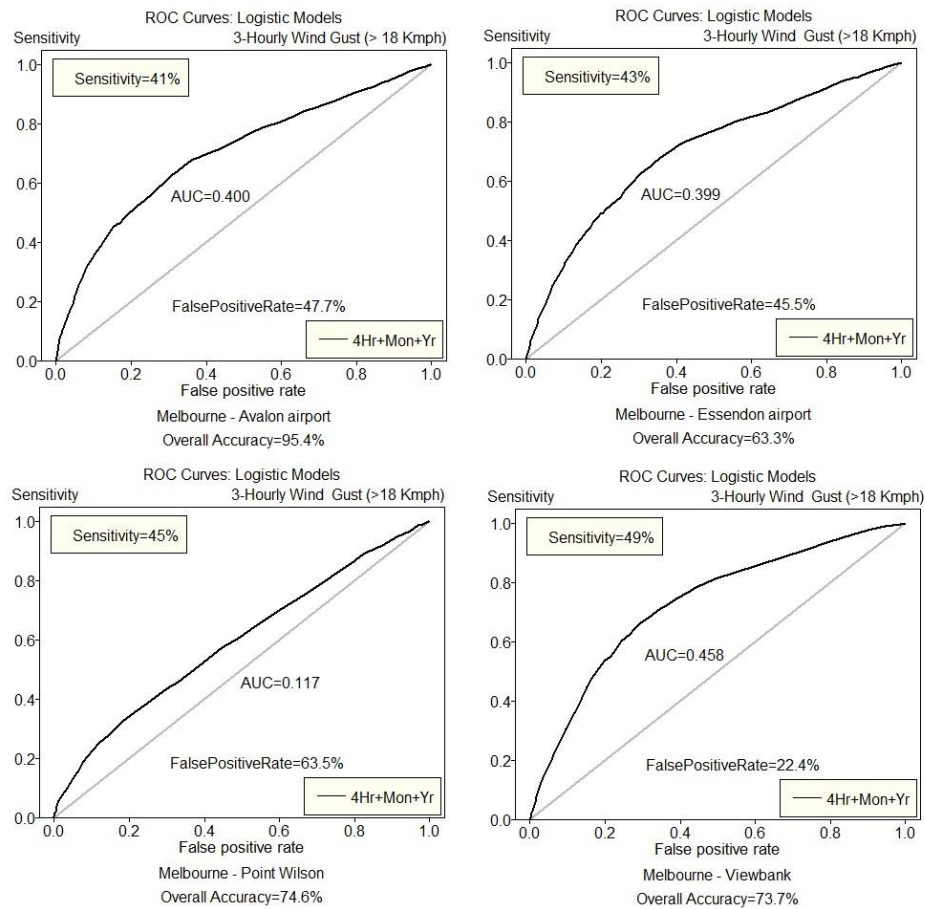 ROC Curves: Logistic Models
Sensitivity 3-Hourly Wind Gust (> 18 Kmph)
1.0
Sensitivity=41%
0.8
0.6
AUC=0.400
0.4
0.2
FalsePositiveRate=47.7%
4Hr+Mon+Yr
0.0
0.0 0.2 0.4 0.6 0.8 1.0
False positive rate
Melbourne - Avalon airport
Overall Accuracy=95.4%
ROC Curves: Logistic Models
Sensitivity 3-Hourly Wind Gust (>18 Kmph)
1.0
Sensitivity=43%
0.8
0.6
AUC=0.399
0.4
0.2
FalsePositiveRate=45.5%
4Hr+Mon+Yr
0.0
0.0 0.2 0.4 0.6 0.8 1.0
False positive rate
Melbourne - Essendon airport
Overall Accuracy=63.3%
ROC Curves: Logistic Models
Sensitivity 3-Hourly Wind Gust (>18 Kmph)
1.0
Sensitivity=45%
0.8
0.6
AUC=0.117
0.4
0.2
FalsePositiveRate=63.5%
4Hr+Mon+Yr
0.0
0.0 0.2 0.4 0.6 0.8 1.0
False positive rate
Melbourne - Point Wilson
Overall Accuracy=74.6%
ROC Curves: Logistic Models
Sensitivity 3-Hourly Wind Gust (>18 Kmph)
1.0
Sensitivity=49%
0.8
0.6
AUC=0.458
0.4
0.2
FalsePositiveRate=22.4%
4Hr+Mon+Yr
0.0
0.0 0.2 0.4 0.6 0.8 1.0
False positive rate
Melbourne - Viewbank
Overall Accuracy=73.7%